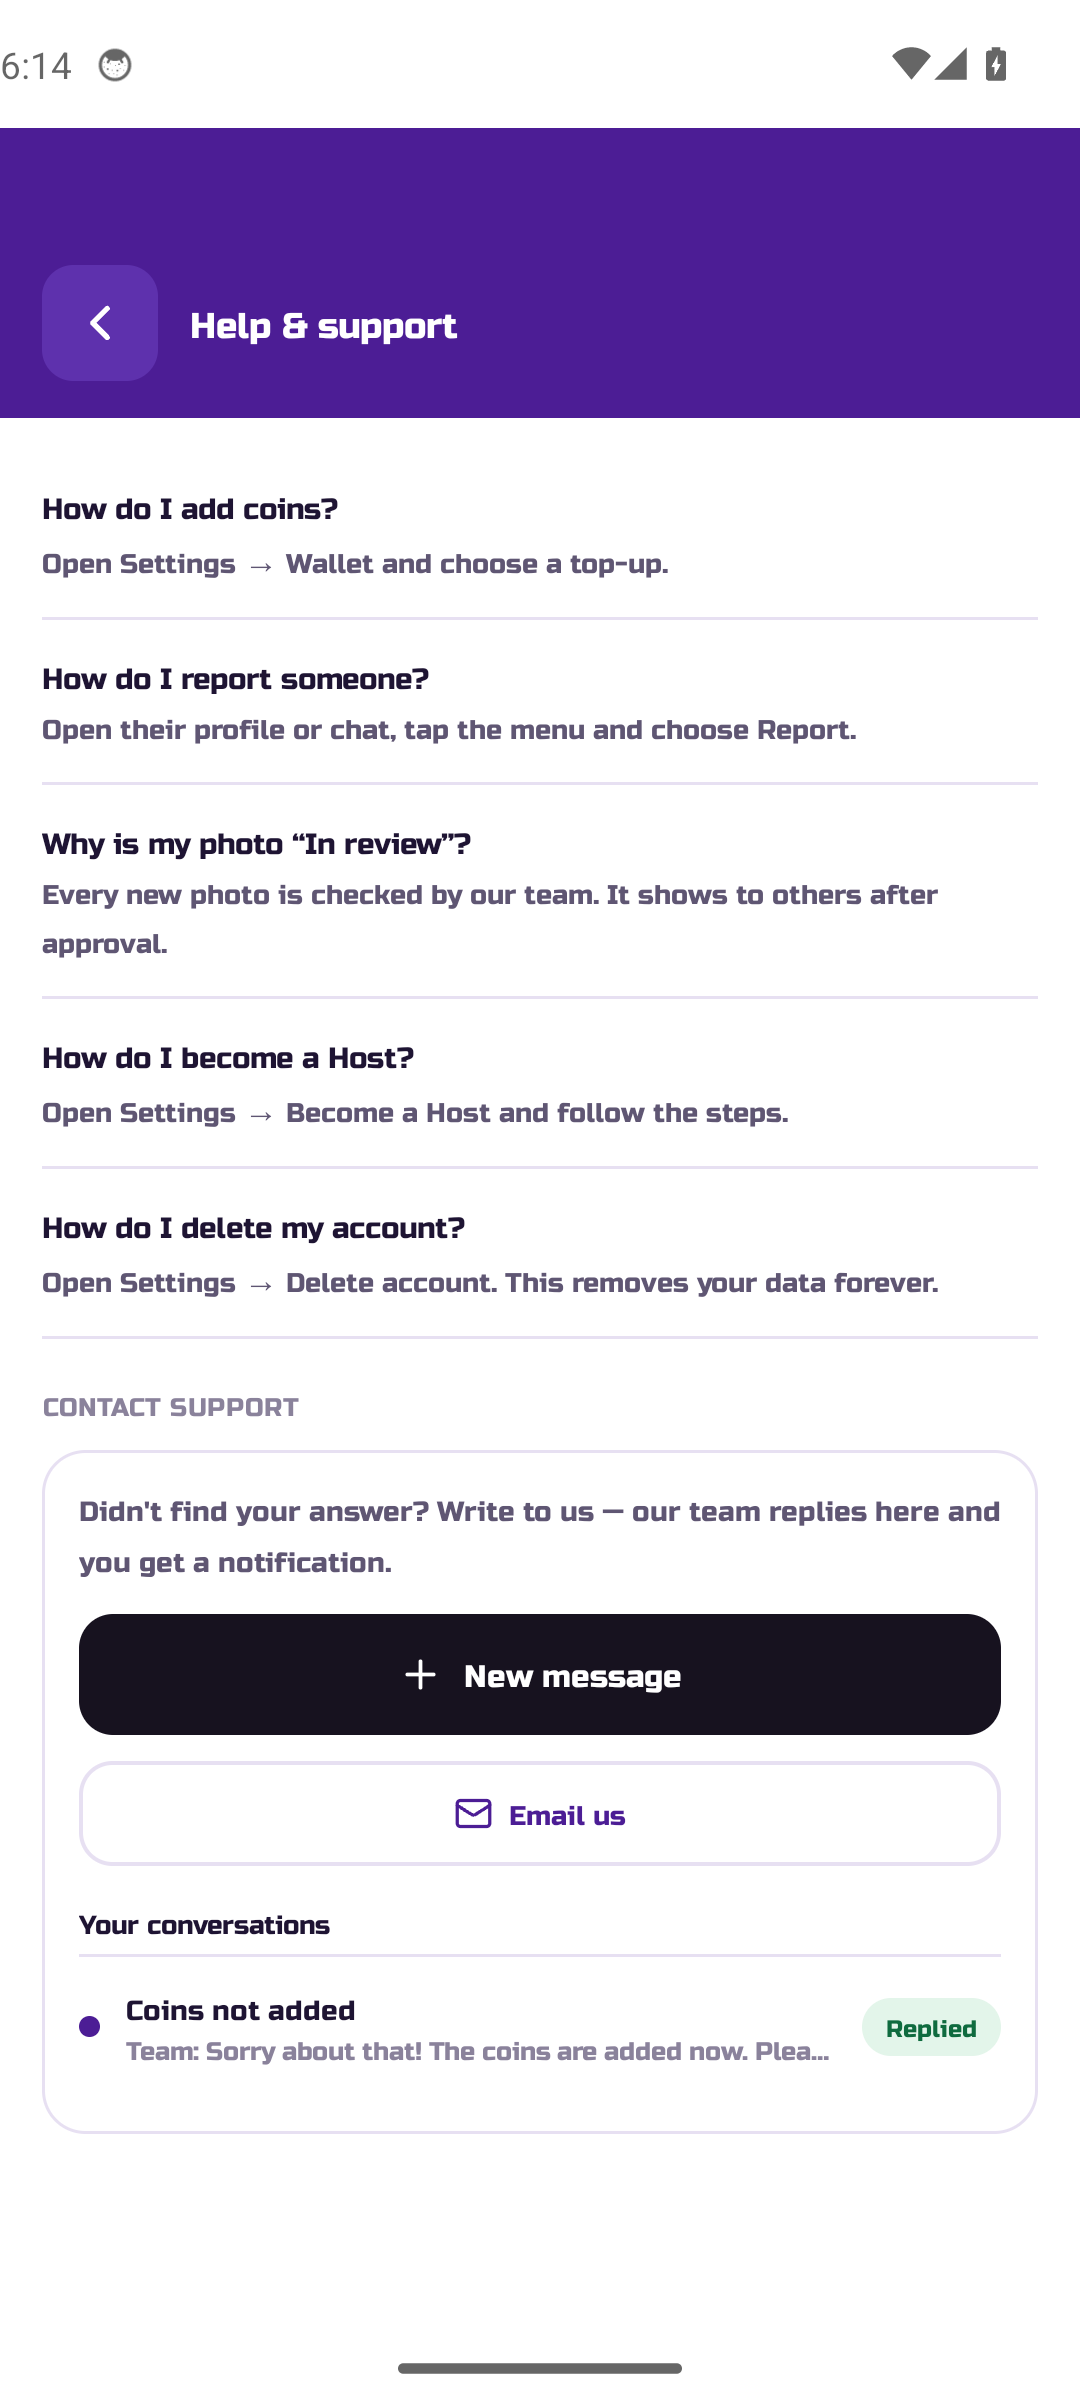 6:14
Help & support
How do I add coins?
Open Settings → Wallet and choose a top-up.
How do I report someone?
Open their profile or chat, tap the menu and choose Report.
Why is my photo “In review”?
Every new photo is checked by our team. It shows to others after
approval.
How do I become a Host?
Open Settings → Become a Host and follow the steps.
How do I delete my account?
Open Settings → Delete account. This removes your data forever.
CONTACT SUPPORT
Didn't find your answer? Write to us — our team replies here and
you get a notification.
New message
Email us
Your conversations
Coins not added
Replied
Team: Sorry about that! The coins are added now. Plea...